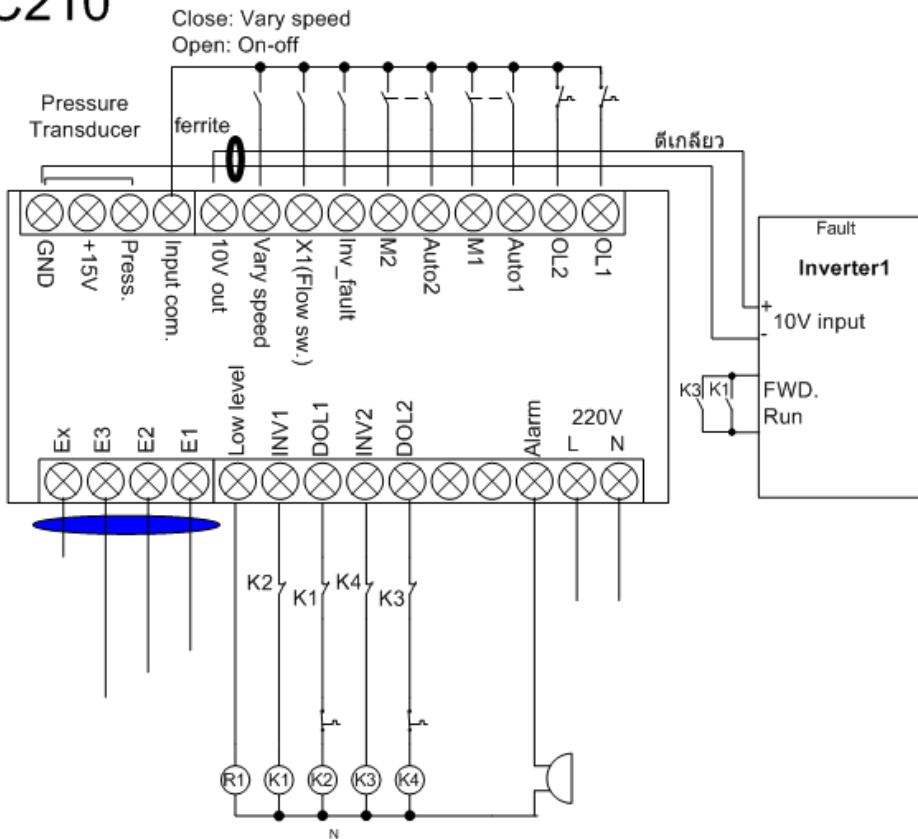 C210
Close: Vary speed
Open: On-off
Pressure
Transducer
ferrite
ตีเกลียว
GND
+15V
Press.
Input com.
10V out
Vary speed
X1(Flow sw.)
Inv_fault
M2
Auto2
M1
Auto1
OL2
OL1
Fault
Inverter1
+
10V input
-
K3
K1
FWD.
Run
Ex
E3
E2
E1
Low level
INV1
DOL1
INV2
DOL2
Alarm
220V
L
N
K2
K1
K4
K3
R1
K1
K2
K3
K4
N